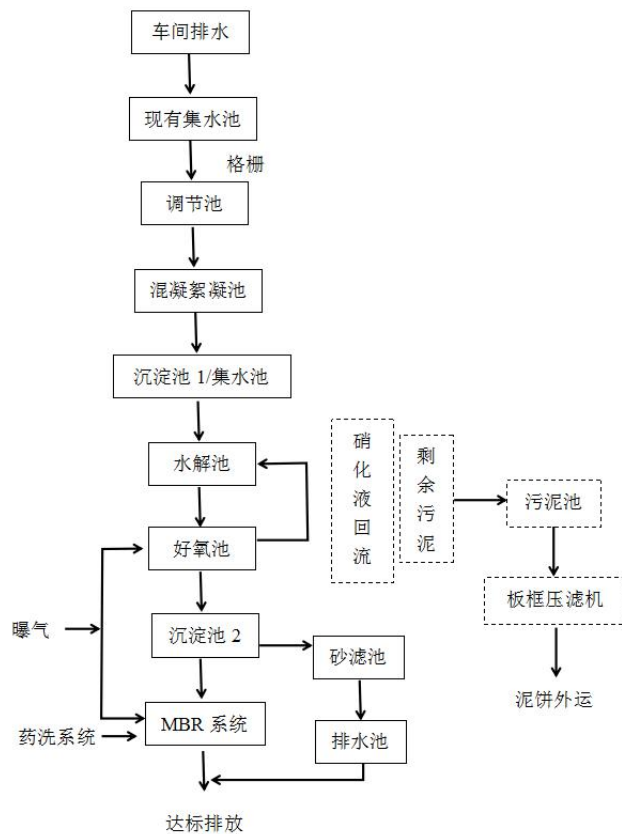 车间排水
现有集水池
格栅
调节池
混凝絮凝池
沉淀池 1/集水池
水解池
硝化液回流
剩余污泥
污泥池
好氧池
板框压滤机
曝气
沉淀池 2
砂滤池
泥饼外运
MBR 系统
药洗系统
排水池
达标排放